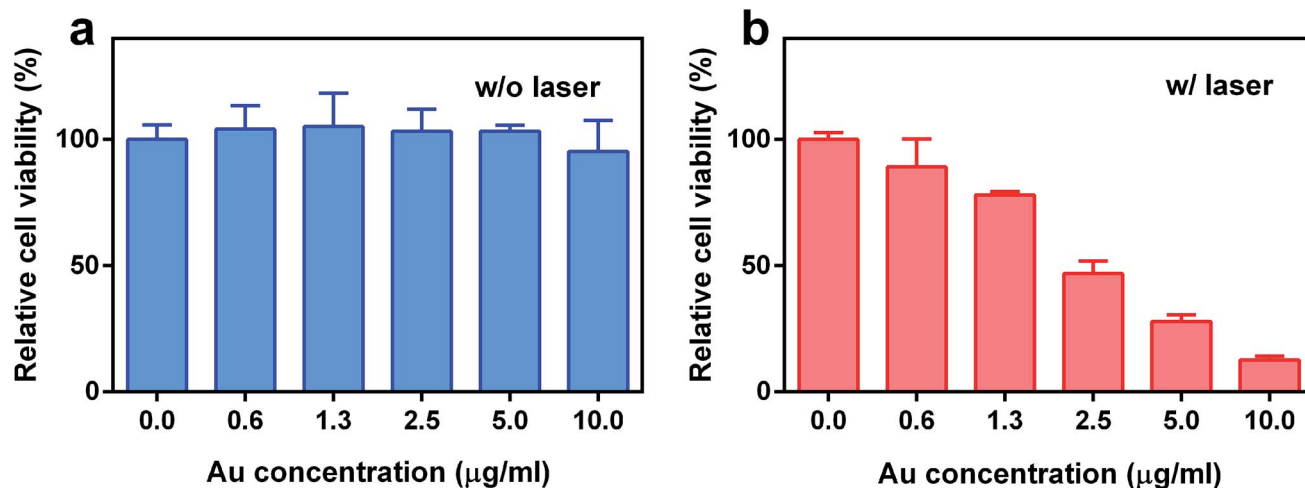 a
w/o laser
Relative cell viability (%)
100
50
0
0.0 0.6 1.3 2.5 5.0 10.0
Au concentration (μg/ml)
b
w/ laser
Relative cell viability (%)
100
50
0
0.0 0.6 1.3 2.5 5.0 10.0
Au concentration (μg/ml)